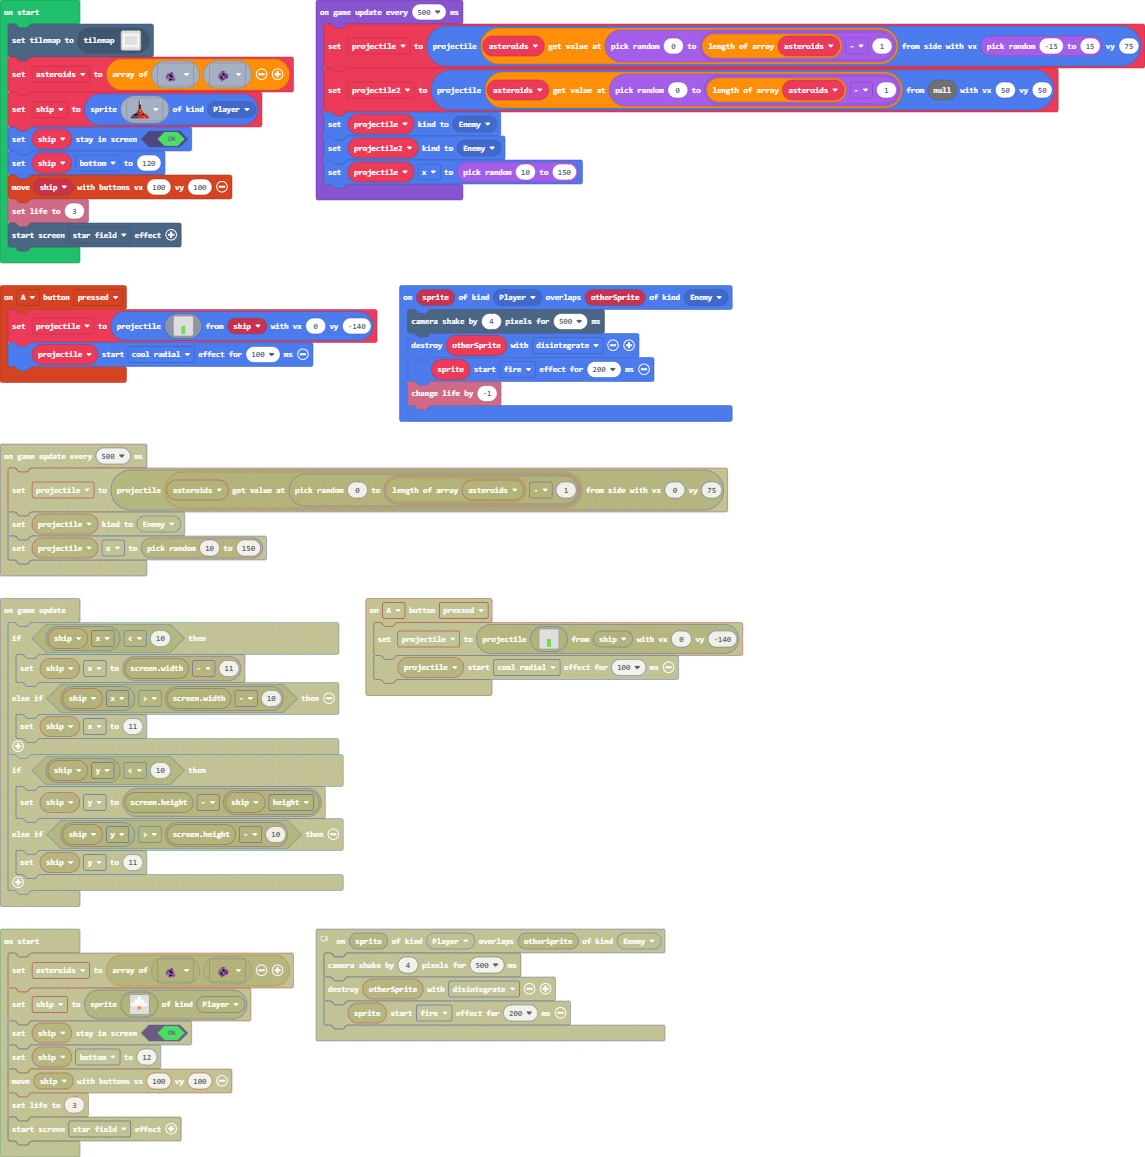 on start
set tilemap to tilemap
set asteroids to array of
set ship to sprite of kind Player
set ship stay in screen ON
set ship bottom to 120
move ship with buttons vx 100 vy 100
set life to 3
start screen star field effect
on game update every 500 ms
set projectile to projectile asteroids get value at pick random 0 to length of array asteroids - 1 from side with vx pick random -15 to 15 vy 75
set projectile2 to projectile asteroids get value at pick random 0 to length of array asteroids - 1 from null with vx 50 vy 50
set projectile kind to Enemy
set projectile2 kind to Enemy
set projectile x to pick random 10 to 150
on A button pressed
set projectile to projectile from ship with vx 0 vy -140
projectile start cool radial effect for 100 ms
on sprite of kind Player overlaps otherSprite of kind Enemy
camera shake by 4 pixels for 500 ms
destroy otherSprite with disintegrate
sprite start fire effect for 200 ms
change life by -1
on game update every 500 ms
set projectile to projectile asteroids get value at pick random 0 to length of array asteroids - 1 from side with vx 0 vy 75
set projectile kind to Enemy
set projectile x to pick random 10 to 150
on game update
if ship x < 10 then
set ship x to screen.width - 11
else if ship x > screen.width - 10 then
set ship x to 11
if ship y < 10 then
set ship y to screen.height - ship height
else if ship y > screen.height - 10 then
set ship y to 11
on A button pressed
set projectile to projectile from ship with vx 0 vy -140
projectile start cool radial effect for 100 ms
on start
set asteroids to array of
set ship to sprite of kind Player
set ship stay in screen ON
set ship bottom to 12
move ship with buttons vx 100 vy 100
set life to 3
start screen star field effect
on sprite of kind Player overlaps otherSprite of kind Enemy
camera shake by 4 pixels for 500 ms
destroy otherSprite with disintegrate
sprite start fire effect for 200 ms